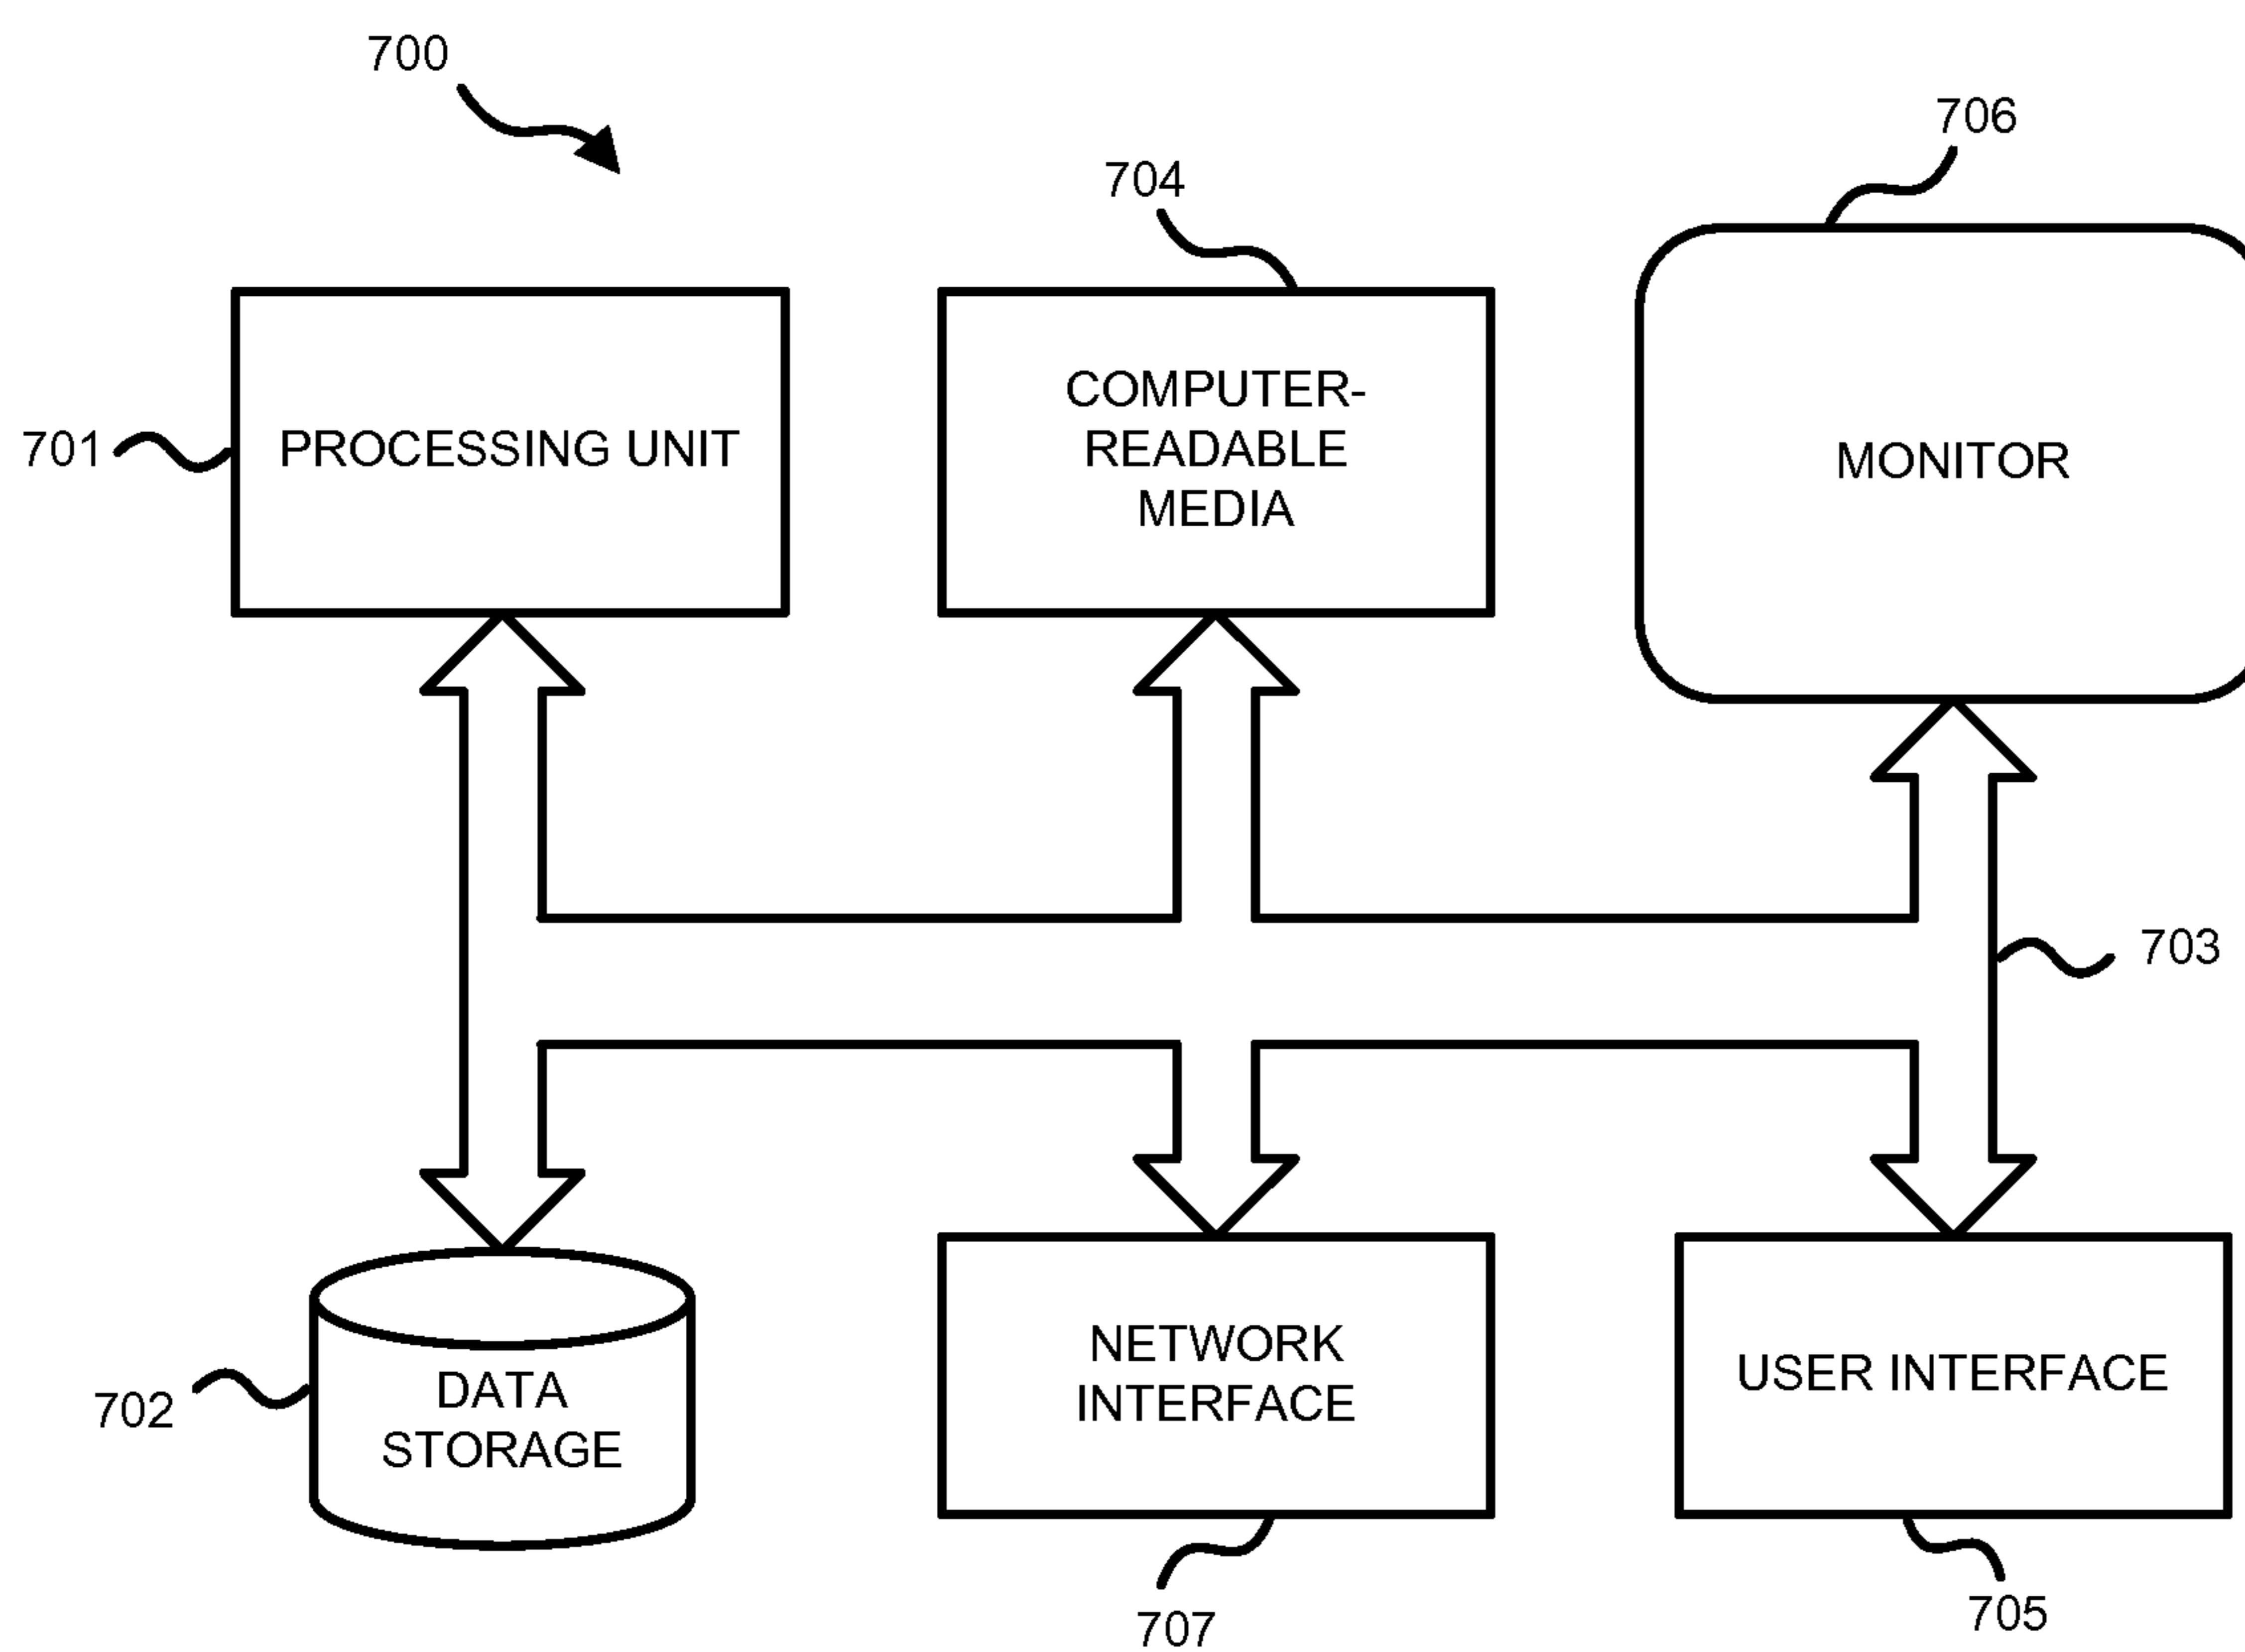 700
706
704
COMPUTER-
READABLE
MEDIA
701
PROCESSING UNIT
MONITOR
703
NETWORK
INTERFACE
USER INTERFACE
702
DATA
STORAGE
707
705